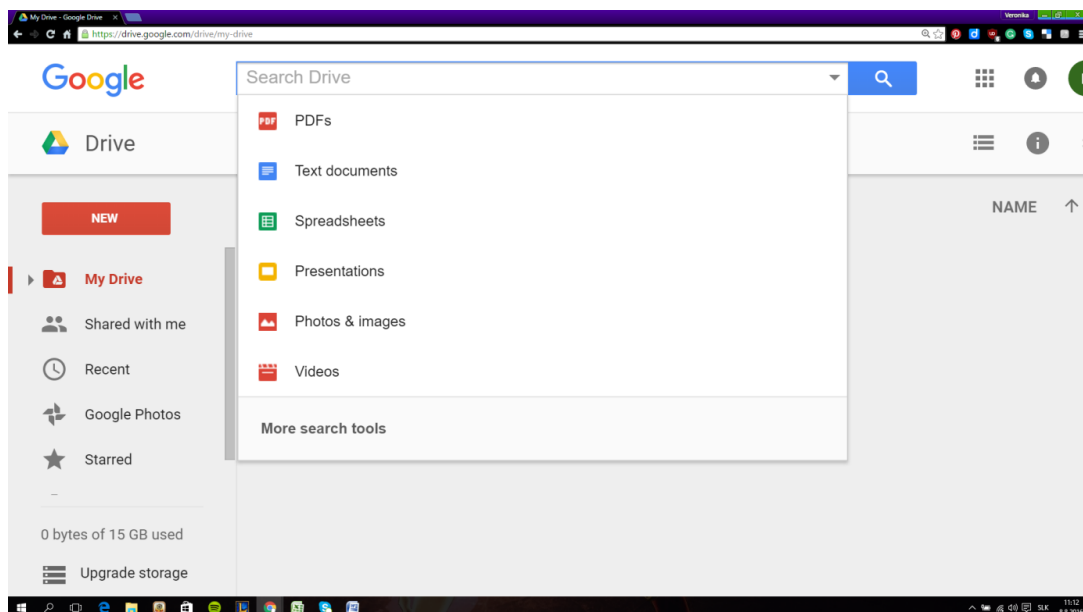 My Drive - Google Drive
Veronika
https://drive.google.com/drive/my-drive
Google
Search Drive
PDF PDFs
Drive
Text documents
NEW
NAME
Spreadsheets
My Drive
Presentations
Shared with me
Photos & images
Recent
Videos
Google Photos
More search tools
Starred
0 bytes of 15 GB used
Upgrade storage
SLK
11:12